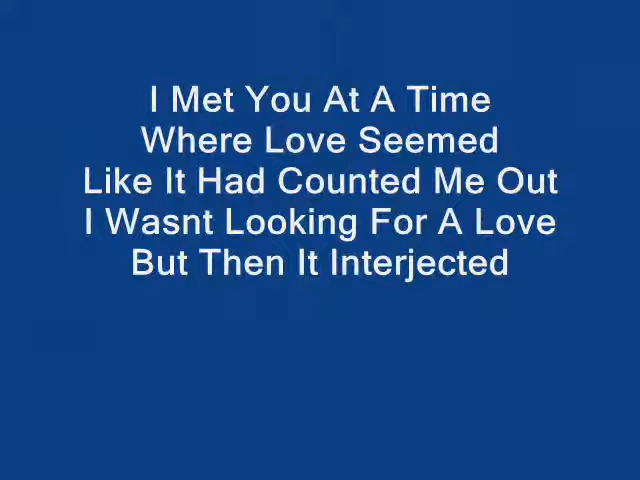 I Met You At A Time
Where Love Seemed
Like It Had Counted Me Out
I Wasnt Looking For A Love
But Then It Interjected